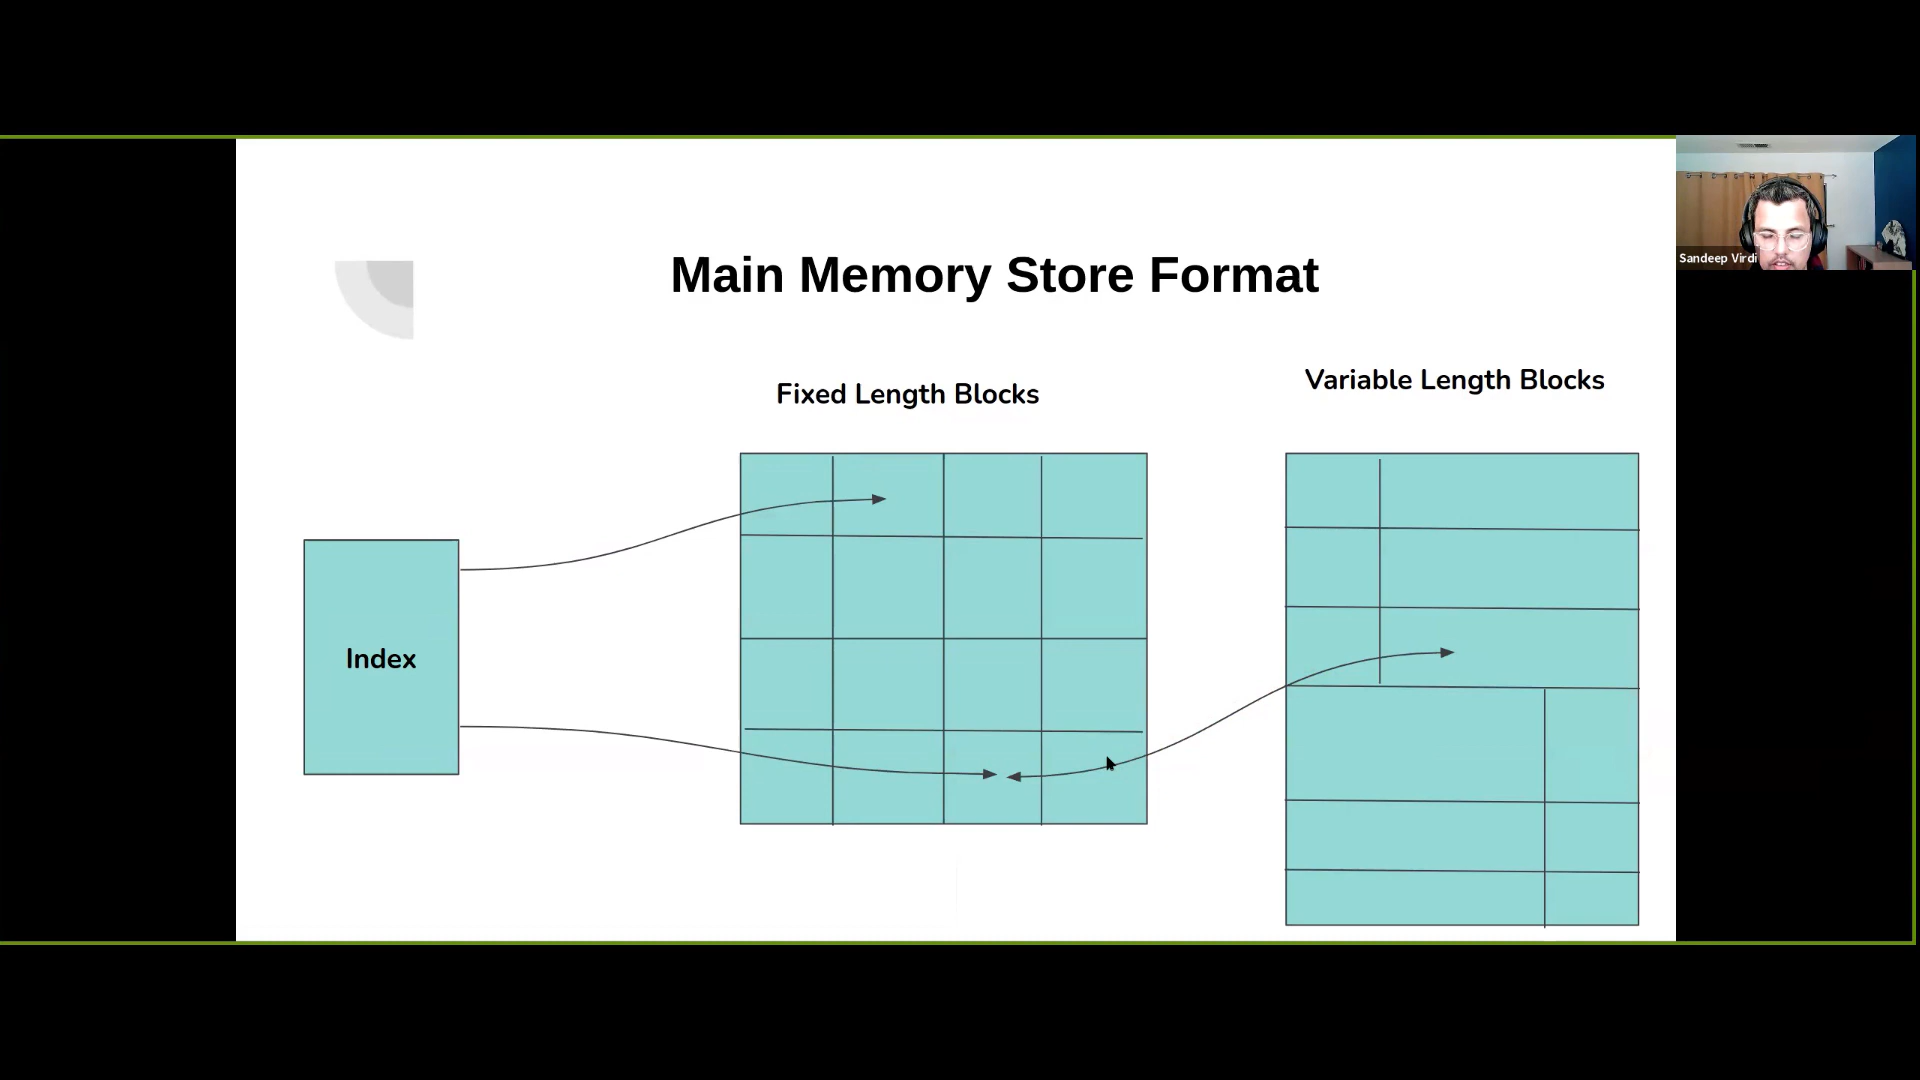 Main Memory Store Format
Sandeep Virdi
Fixed Length Blocks
Variable Length Blocks
Index